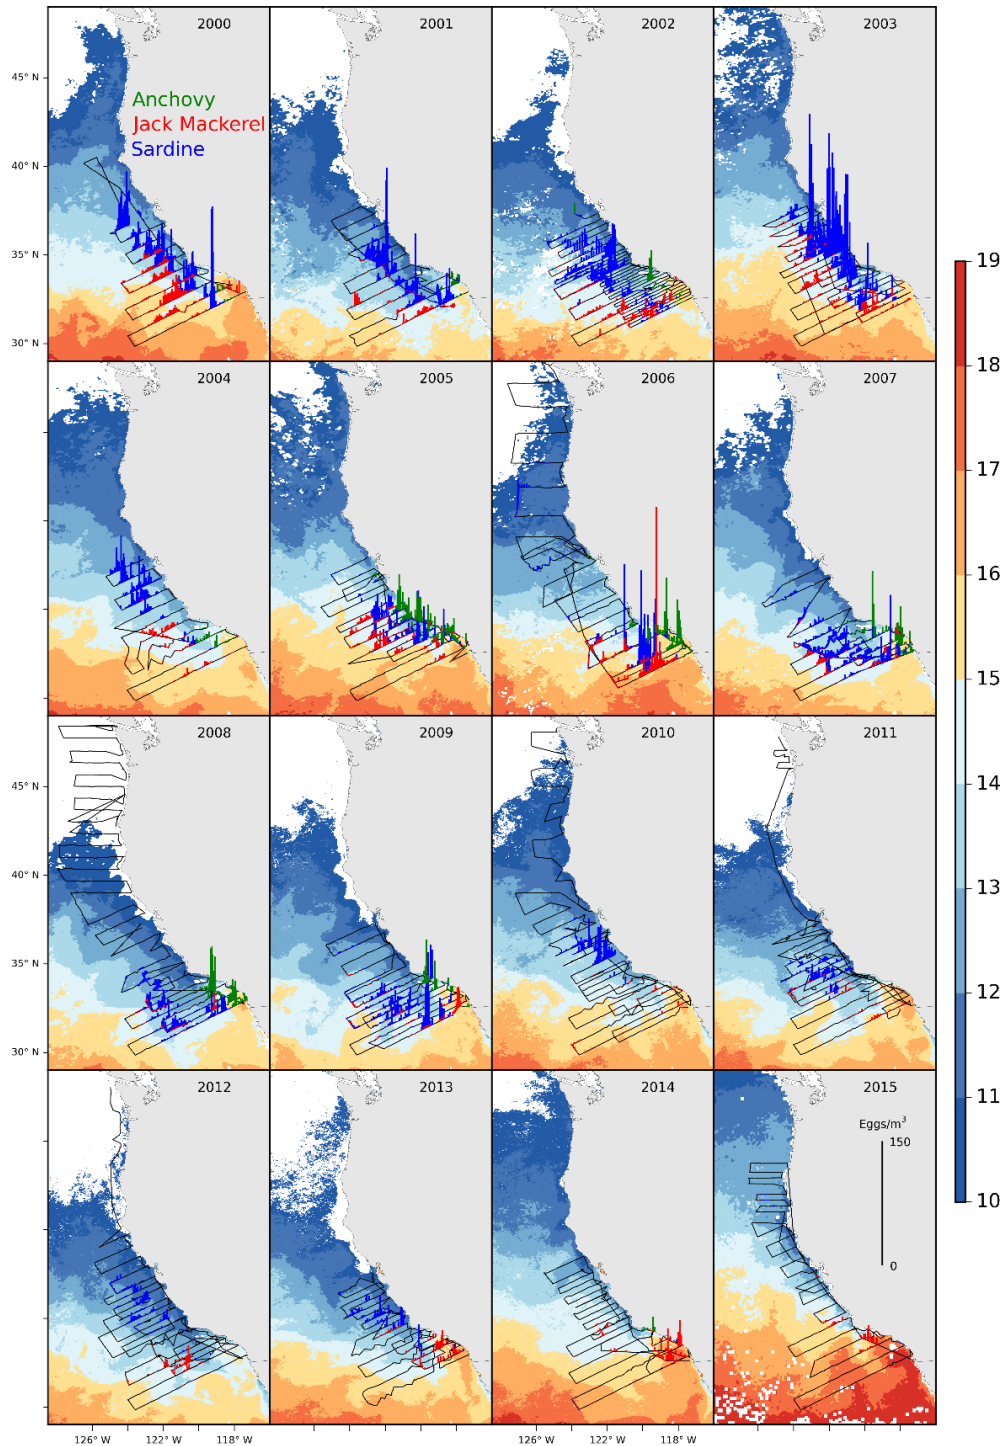 2000
2001
2002
2003
45° N
Anchovy
Jack Mackerel
Sardine
40° N
35° N
30° N
19
18
17
16
15
14
13
12
11
10
2004
2005
2006
2007
2008
2009
2010
2011
45° N
40° N
35° N
30° N
2012
2013
2014
2015
Eggs/m³
150
0
126° W
122° W
118° W
126° W
122° W
118° W